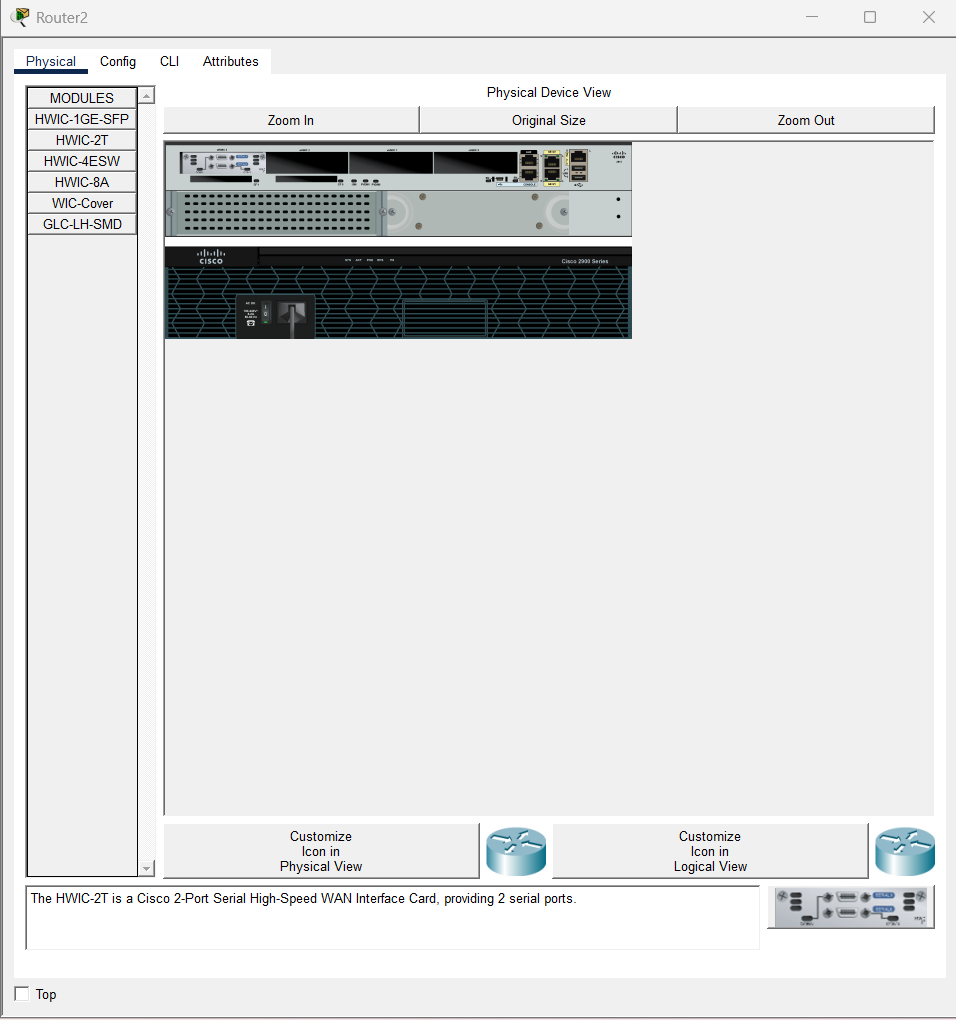 Router2
Physical
Config
CLI
Attributes
MODULES
HWIC-1GE-SFP
HWIC-2T
HWIC-4ESW
HWIC-8A
WIC-Cover
GLC-LH-SMD
Physical Device View
Zoom In
Original Size
Zoom Out
CISCO
Cisco 2900 Series
Customize
Icon in
Physical View
Customize
Icon in
Logical View
The HWIC-2T is a Cisco 2-Port Serial High-Speed WAN Interface Card, providing 2 serial ports.
Top